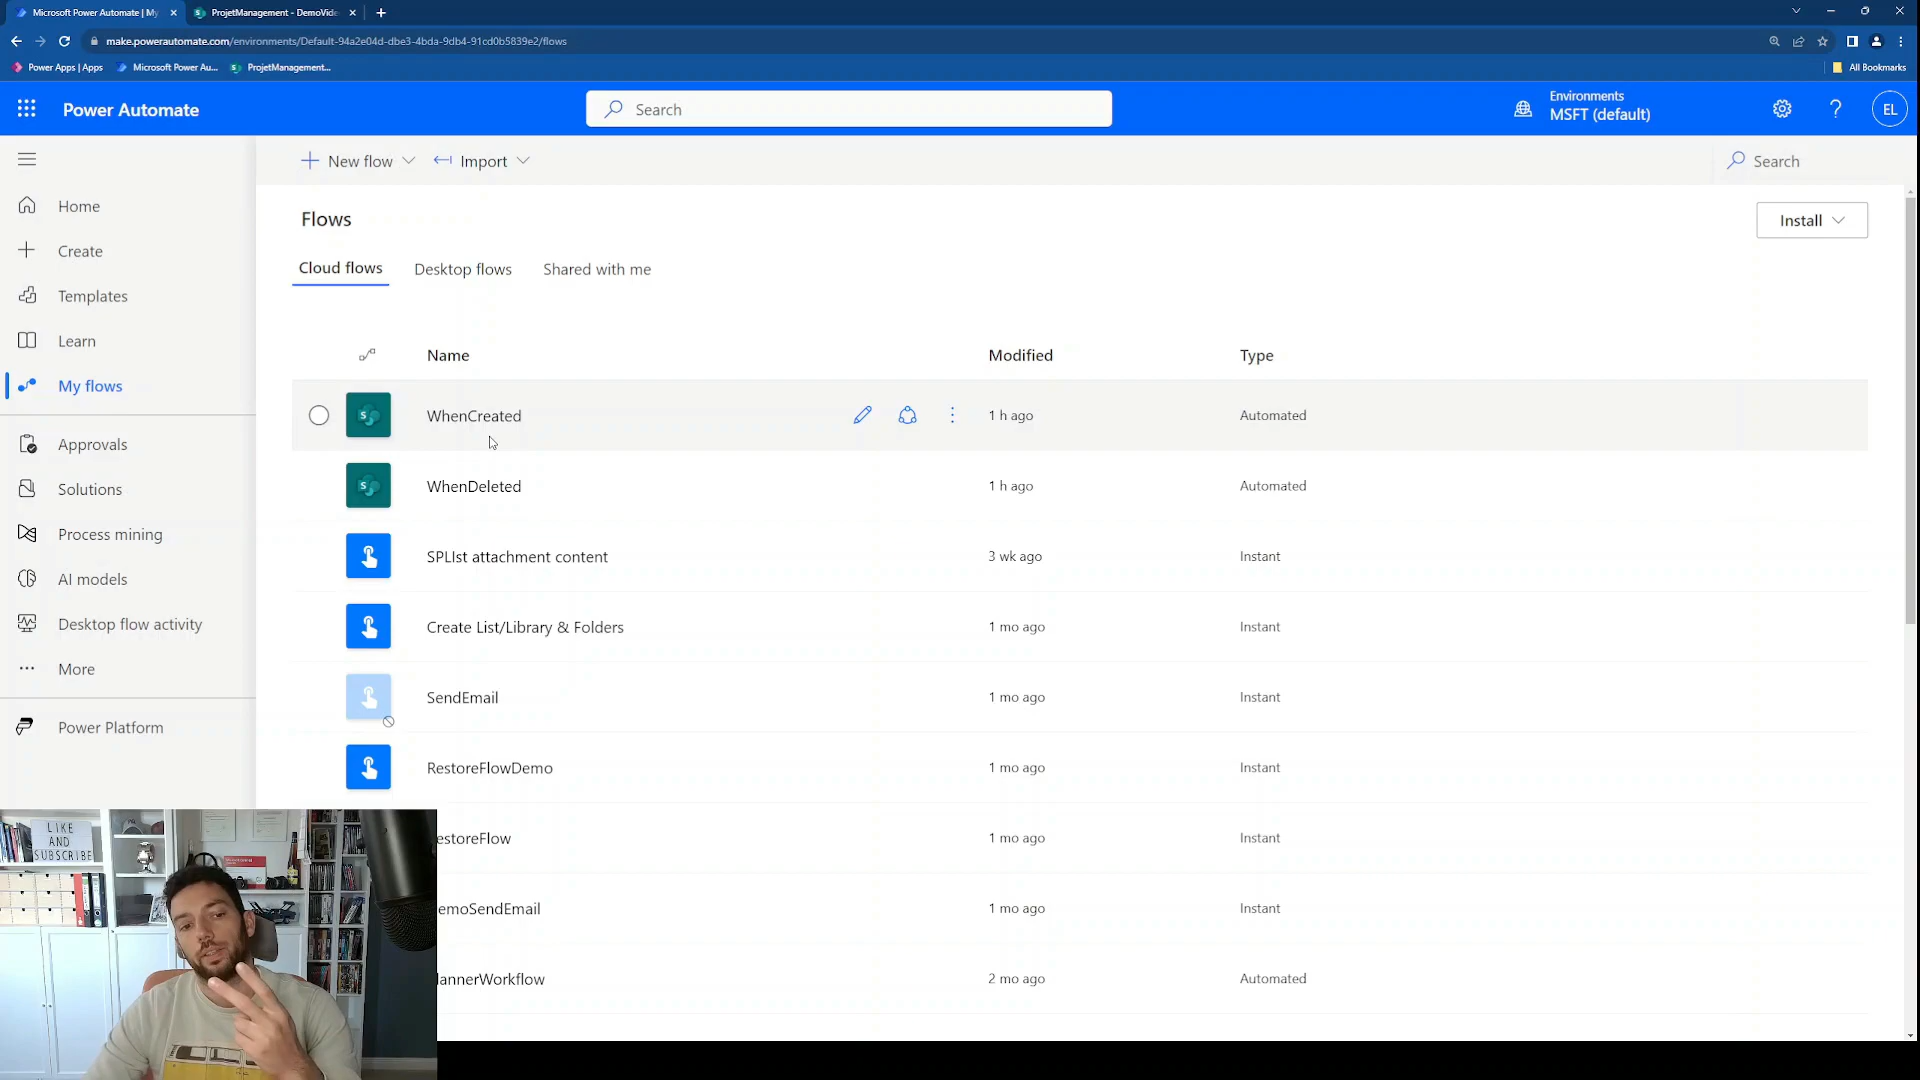 Microsoft Power Automate | My
ProjetManagement - DemoVide
make.powerautomate.com/environments/Default-94a2e04d-dbe3-4bda-9db4-91cd0b5839e2/flows
Power Apps | Apps
Microsoft Power Au...
ProjetManagement...
All Bookmarks
Power Automate
Search
Environments
MSFT (default)
?
EL
New flow
Import
Search
Home
Create
Templates
Learn
My flows
Approvals
Solutions
Process mining
AI models
Desktop flow activity
More
Power Platform
Flows
Install
Cloud flows
Desktop flows
Shared with me
Name Modified Type
WhenCreated 1 h ago Automated
WhenDeleted 1 h ago Automated
SPLIst attachment content 3 wk ago Instant
Create List/Library & Folders 1 mo ago Instant
SendEmail 1 mo ago Instant
RestoreFlowDemo 1 mo ago Instant
estoreFlow 1 mo ago Instant
emoSendEmail 1 mo ago Instant
lannerWorkflow 2 mo ago Automated
LIKE
AND
SUBSCRIBE